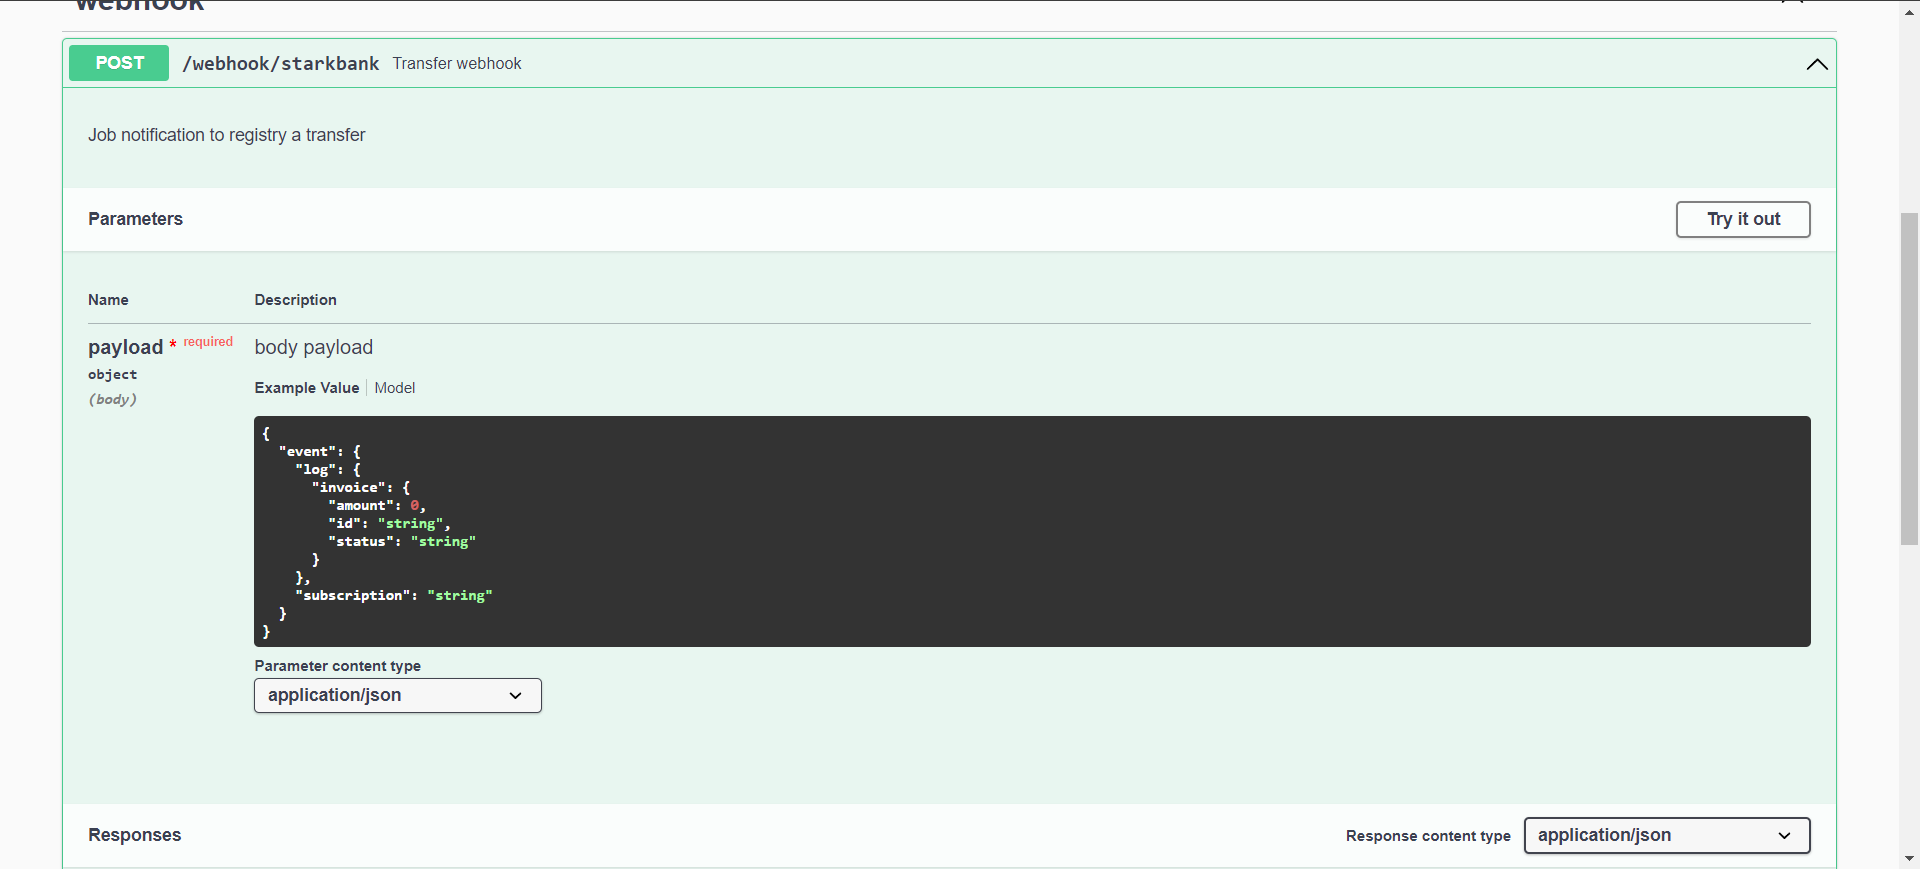 webhook
POST /webhook/starkbank Transfer webhook
Job notification to registry a transfer
Parameters Try it out
Name Description
payload * required body payload
object
(body)
Example Value Model
{
  "event": {
    "log": {
      "invoice": {
        "amount": 0,
        "id": "string",
        "status": "string"
      }
    },
    "subscription": "string"
  }
}
Parameter content type
application/json
Responses Response content type application/json